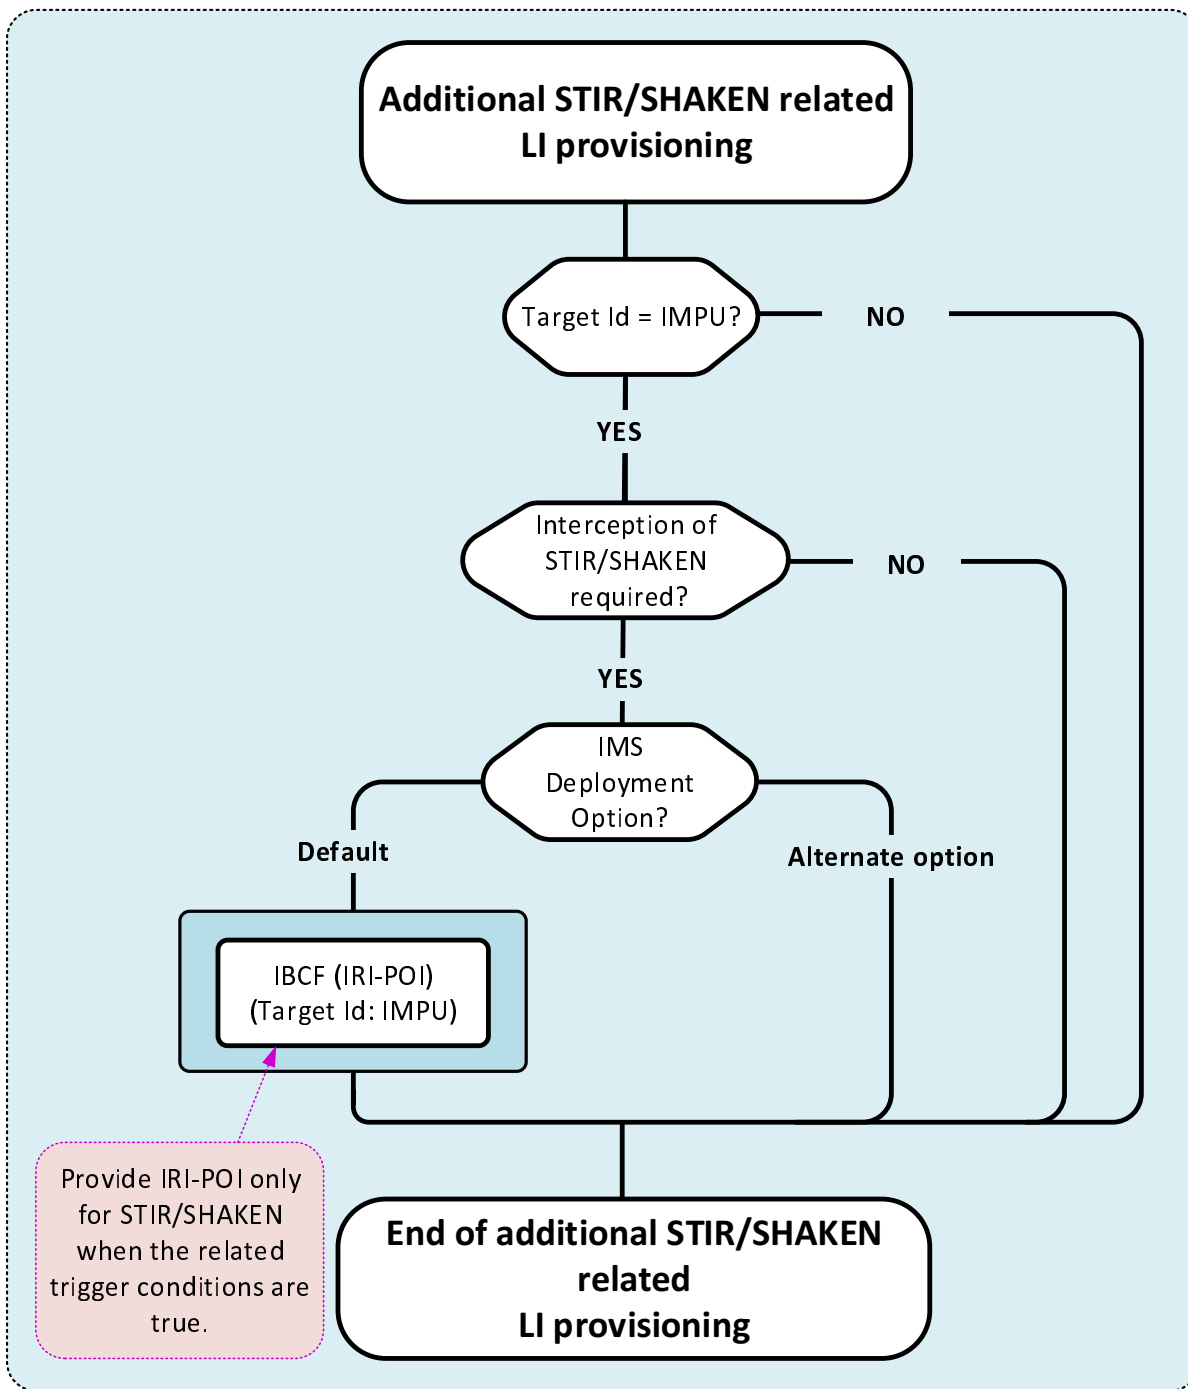 Additional STIR/SHAKEN related
LI provisioning
Target Id = IMPU?
NO
YES
Interception of
STIR/SHAKEN
required?
NO
YES
IMS
Deployment
Option?
Default
Alternate option
IBCF (IRI-POI)
(Target Id: IMPU)
Provide IRI-POI only
for STIR/SHAKEN
when the related
trigger conditions are
true.
End of additional STIR/SHAKEN
related
LI provisioning